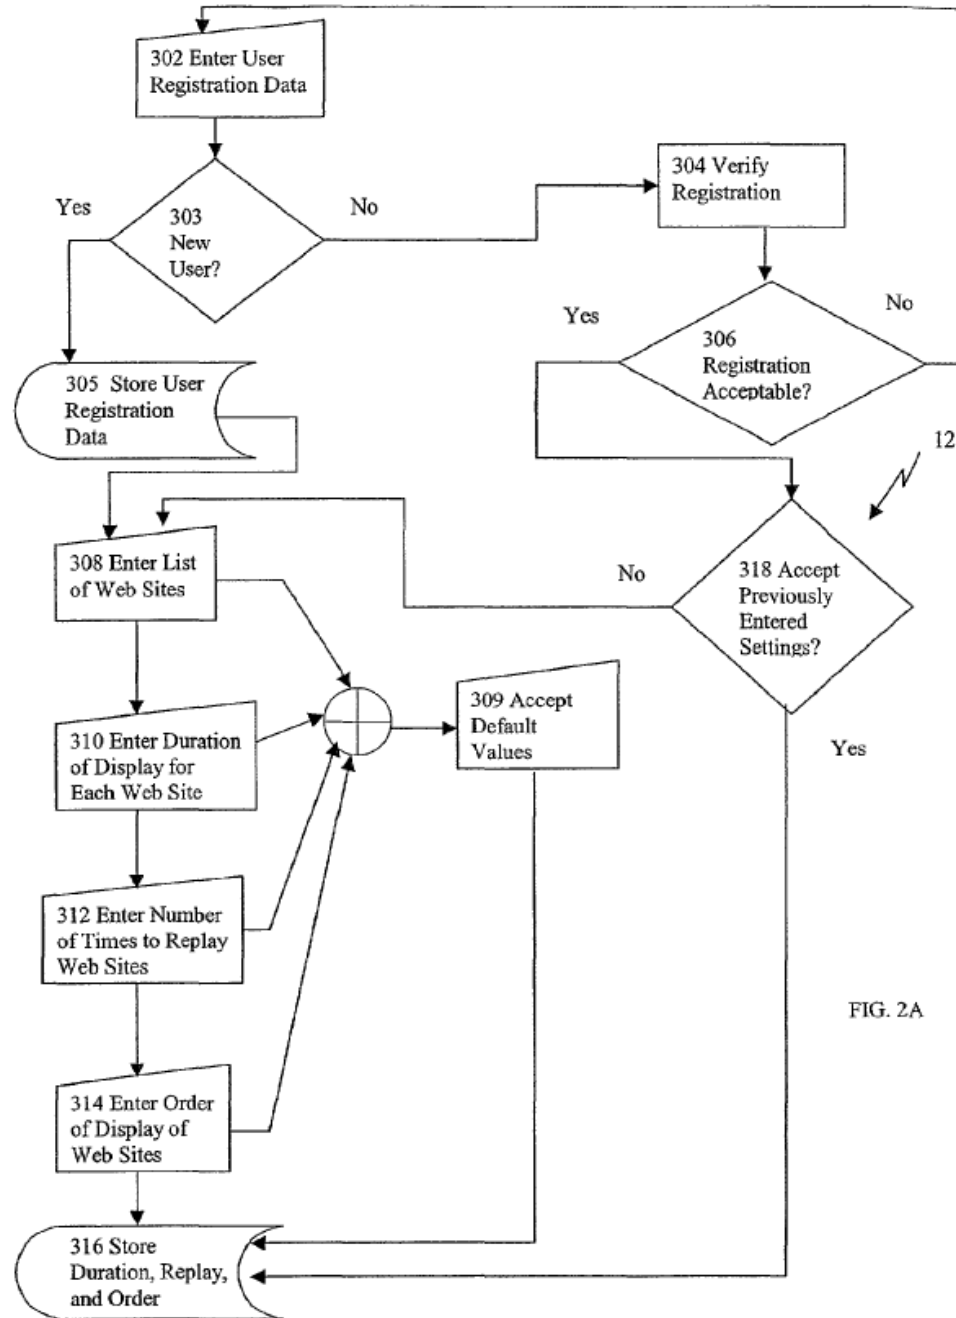 302 Enter User
Registration Data
Yes
303
New
User?
No
304 Verify
Registration
Yes
306
Registration
Acceptable?
No
305 Store User
Registration
Data
12
308 Enter List
of Web Sites
No
318 Accept
Previously
Entered
Settings?
309 Accept
Default
Values
310 Enter Duration
of Display for
Each Web Site
Yes
312 Enter Number
of Times to Replay
Web Sites
FIG. 2A
314 Enter Order
of Display of
Web Sites
316 Store
Duration, Replay,
and Order